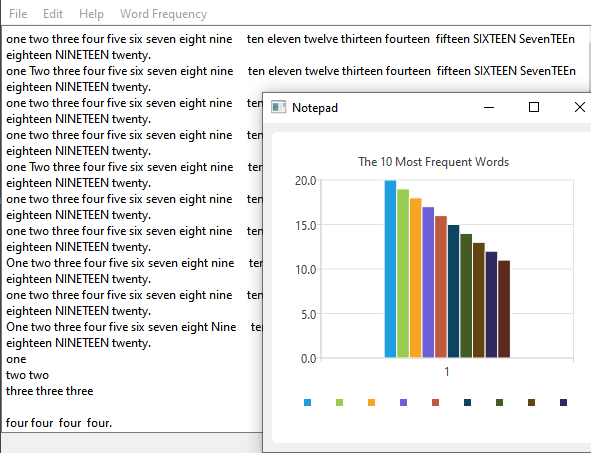 File Edit Help Word Frequency
one two three four five six seven eight nine ten eleven twelve thirteen fourteen fifteen SIXTEEN SevenTEEn
eighteen NINETEEN twenty.
one Two three four five six seven eight nine ten eleven twelve thirteen fourteen fifteen SIXTEEN SevenTEEn
eighteen NINETEEN twenty.
one two three four five six seven eight nine ten
eighteen NINETEEN twenty.
one two three four five six seven eight nine ten
eighteen NINETEEN twenty.
one Two three four five six seven eight nine ten
eighteen NINETEEN twenty.
one two three four five six seven eight nine ten
eighteen NINETEEN twenty.
one two three four five six seven eight nine ten
eighteen NINETEEN twenty.
One two three four five six seven eight nine ten
eighteen NINETEEN twenty.
one two three four five six seven eight nine ten
eighteen NINETEEN twenty.
One two three four five six seven eight Nine
eighteen NINETEEN twenty.
one
two two
three three three
four four four four.
Notepad
The 10 Most Frequent Words
20.0
15.0
10.0
5.0
0.0
1